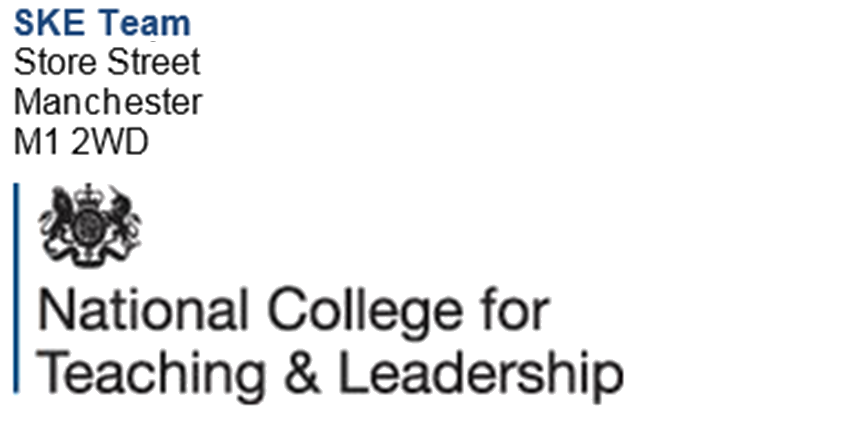 SKE Team
Store Street
Manchester
M1 2WD
National College for
Teaching & Leadership